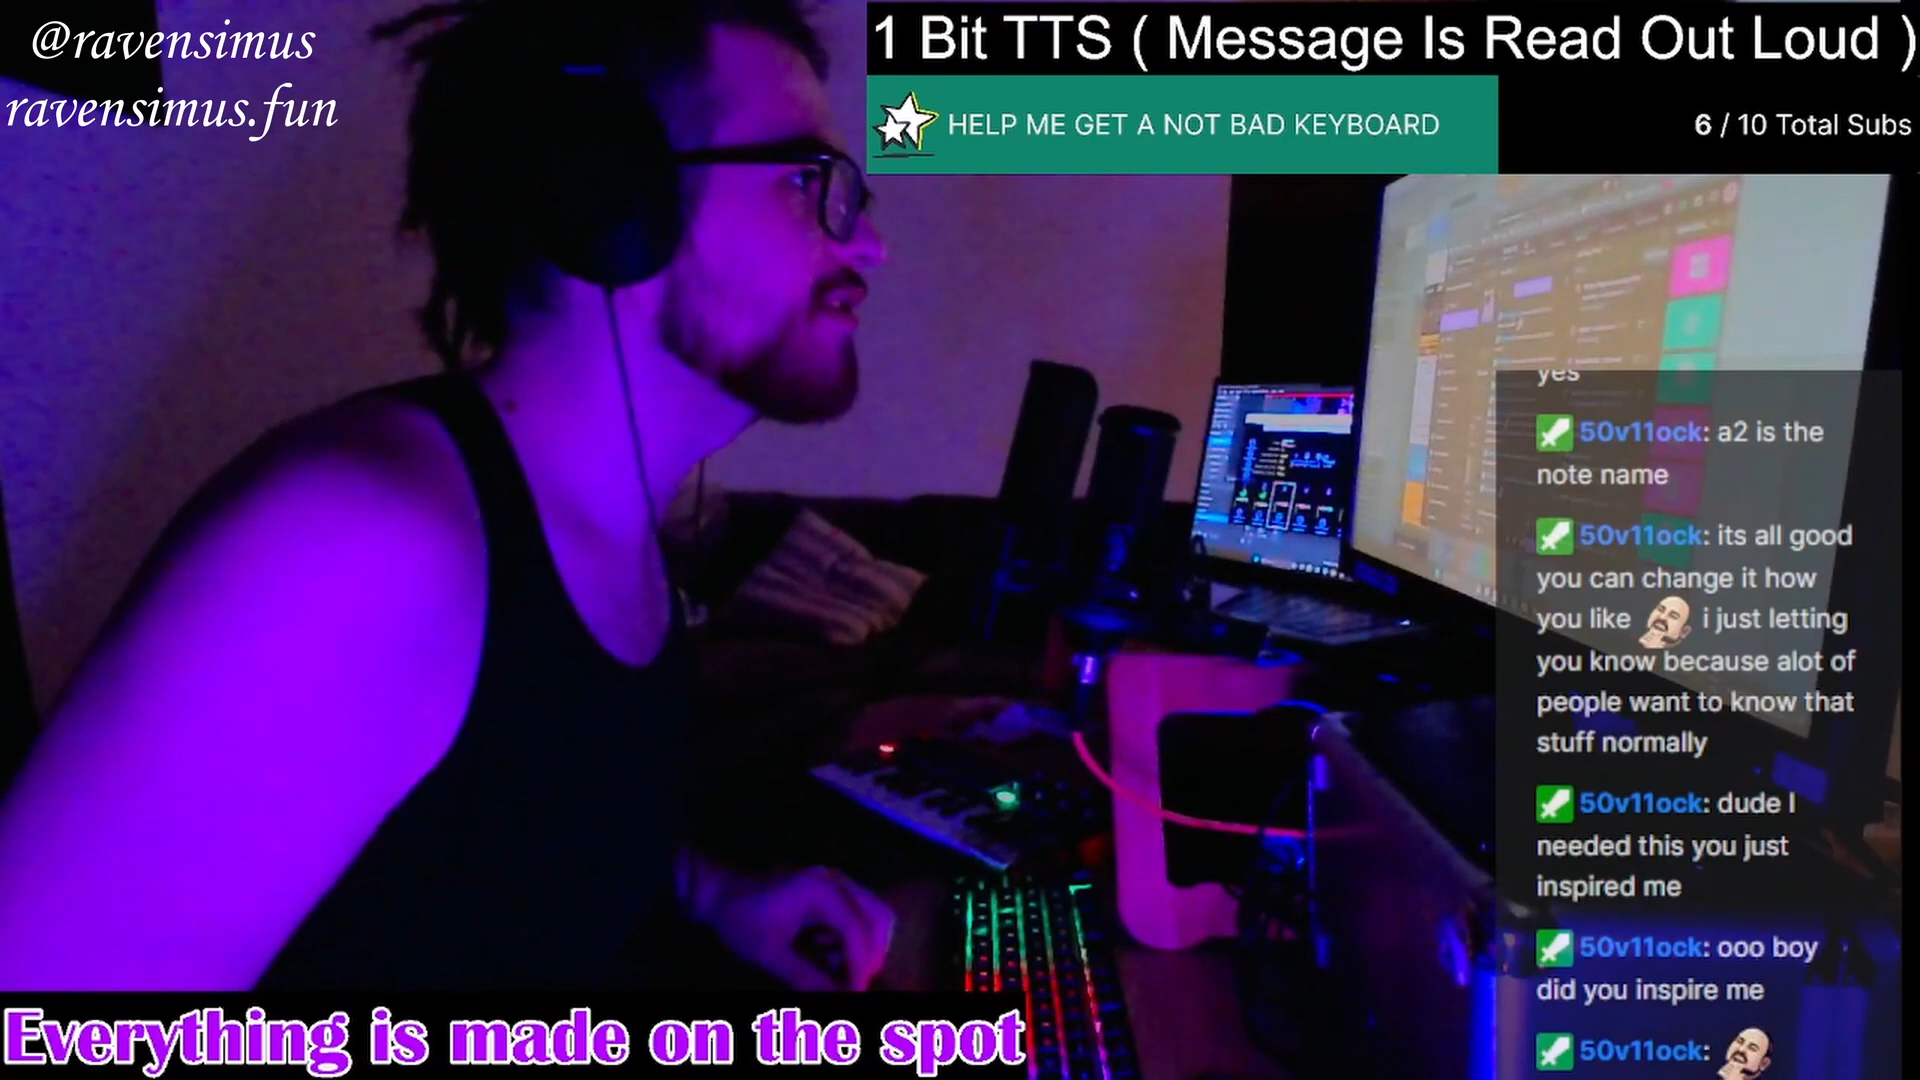 @ravensimus
ravensimus.fun
1 Bit TTS ( Message Is Read Out Loud )
HELP ME GET A NOT BAD KEYBOARD
6 / 10 Total Subs
yes
50v11ock: a2 is the
note name
50v11ock: its all good
you can change it how
you like i just letting
you know because alot of
people want to know that
stuff normally
50v11ock: dude I
needed this you just
inspired me
50v11ock: ooo boy
did you inspire me
50v11ock:
Everything is made on the spot